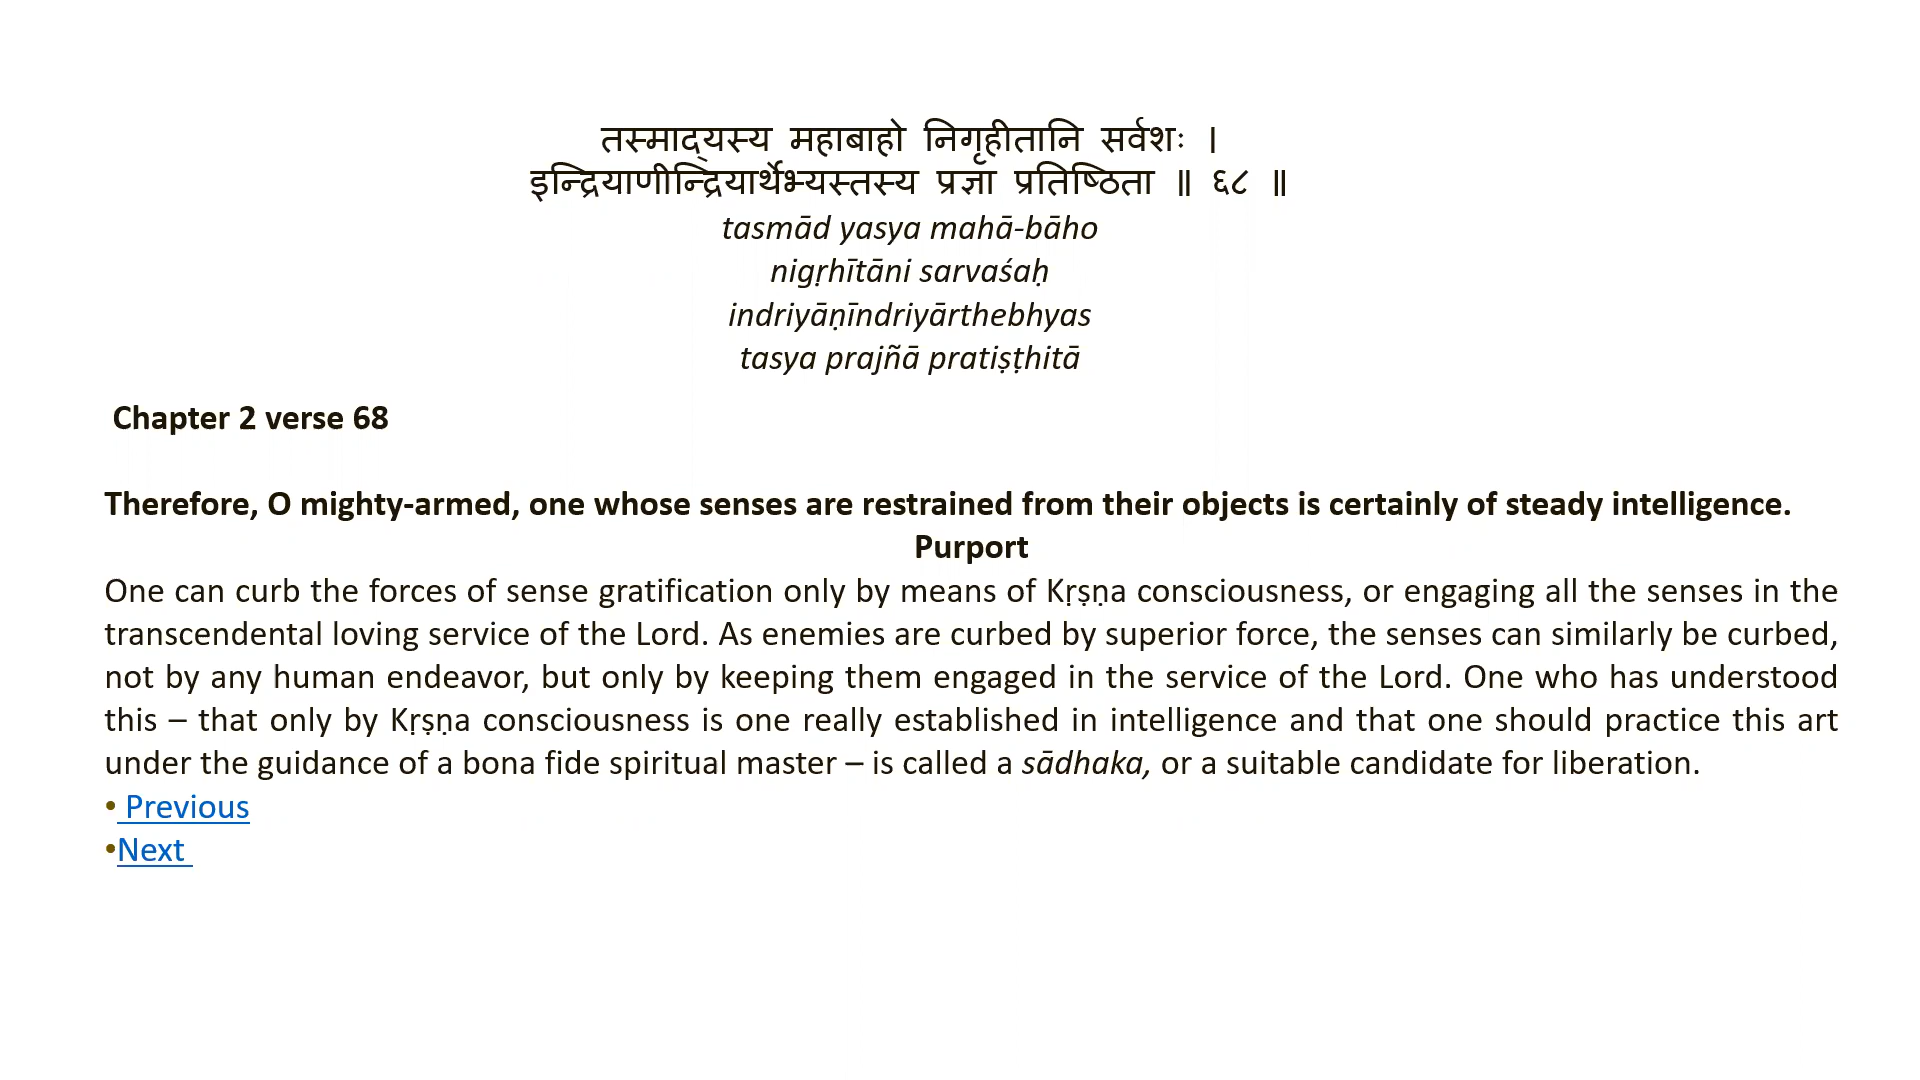 तस्माद्यस्य महाबाहो निगृहीतानि सर्वशः ।
इन्द्रियाणीन्द्रियार्थेभ्यस्तस्य प्रज्ञा प्रतिष्ठिता ॥ ६८ ॥
tasmād yasya mahā-bāho
nigṛhītāni sarvaśaḥ
indriyāṇīndriyārthebhyas
tasya prajñā pratiṣṭhitā
Chapter 2 verse 68
Therefore, O mighty-armed, one whose senses are restrained from their objects is certainly of steady intelligence.
Purport
One can curb the forces of sense gratification only by means of Kṛṣṇa consciousness, or engaging all the senses in the
transcendental loving service of the Lord. As enemies are curbed by superior force, the senses can similarly be curbed,
not by any human endeavor, but only by keeping them engaged in the service of the Lord. One who has understood
this – that only by Kṛṣṇa consciousness is one really established in intelligence and that one should practice this art
under the guidance of a bona fide spiritual master – is called a sādhaka, or a suitable candidate for liberation.
• Previous
•Next